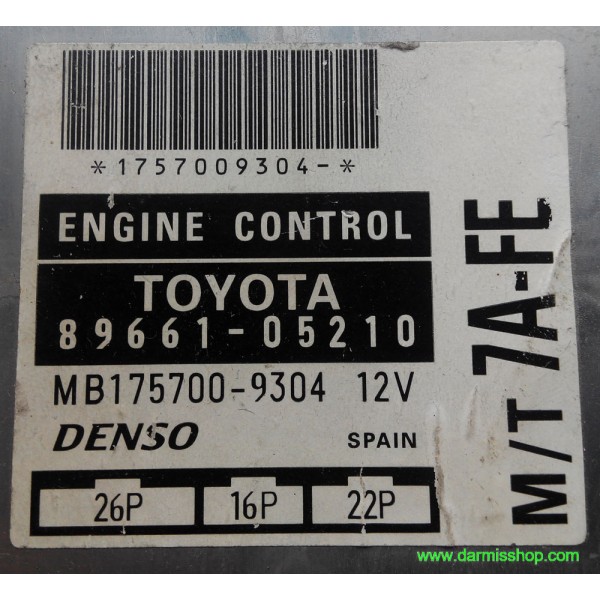 *1757009304-*
ENGINE CONTROL
TOYOTA
89661-05210
MB175700-9304 12V
DENSO SPAIN
26P 16P 22P
M/T 7A-FE
www.darmisshop.com